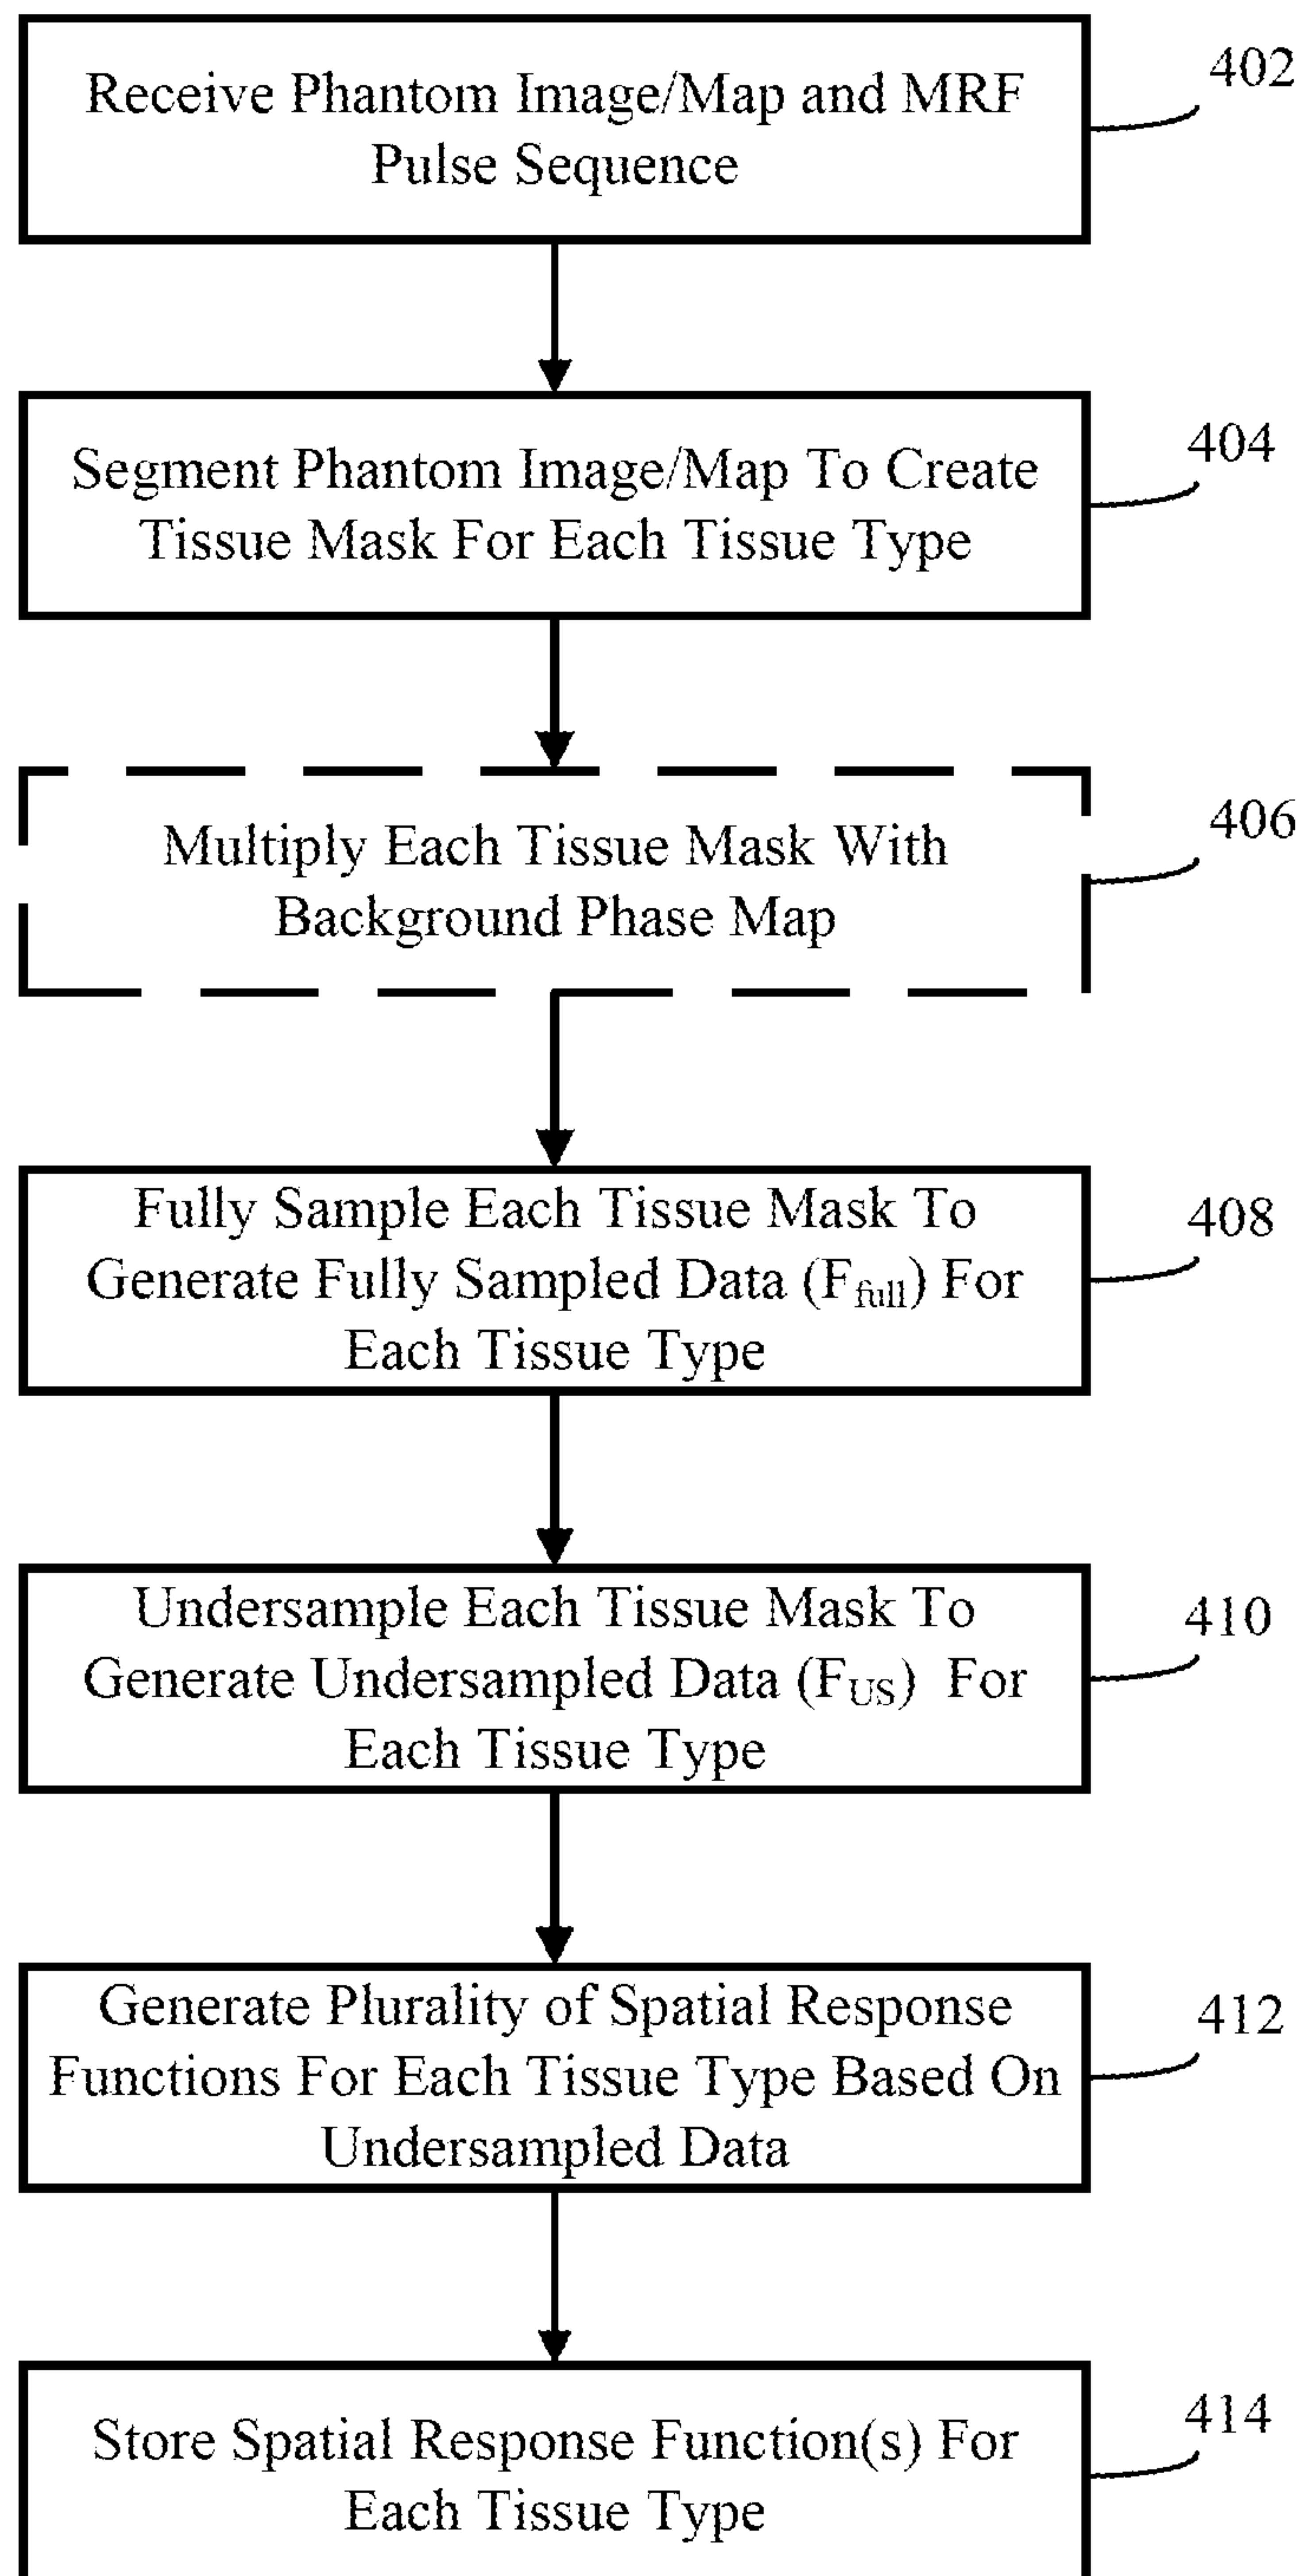 Receive Phantom Image/Map and MRF
Pulse Sequence
402
Segment Phantom Image/Map To Create
Tissue Mask For Each Tissue Type
404
Multiply Each Tissue Mask With
Background Phase Map
406
Fully Sample Each Tissue Mask To
Generate Fully Sampled Data (Ffull) For
Each Tissue Type
408
Undersample Each Tissue Mask To
Generate Undersampled Data (FUS) For
Each Tissue Type
410
Generate Plurality of Spatial Response
Functions For Each Tissue Type Based On
Undersampled Data
412
Store Spatial Response Function(s) For
Each Tissue Type
414